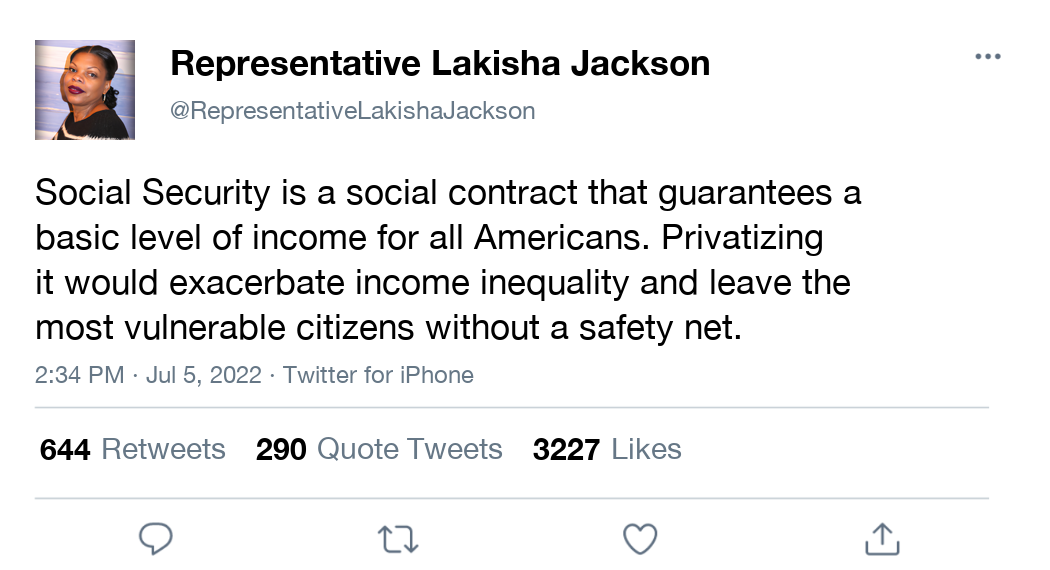 Representative Lakisha Jackson
@RepresentativeLakishaJackson
Social Security is a social contract that guarantees a
basic level of income for all Americans. Privatizing
it would exacerbate income inequality and leave the
most vulnerable citizens without a safety net.
2:34 PM · Jul 5, 2022 · Twitter for iPhone
644 Retweets 290 Quote Tweets 3227 Likes